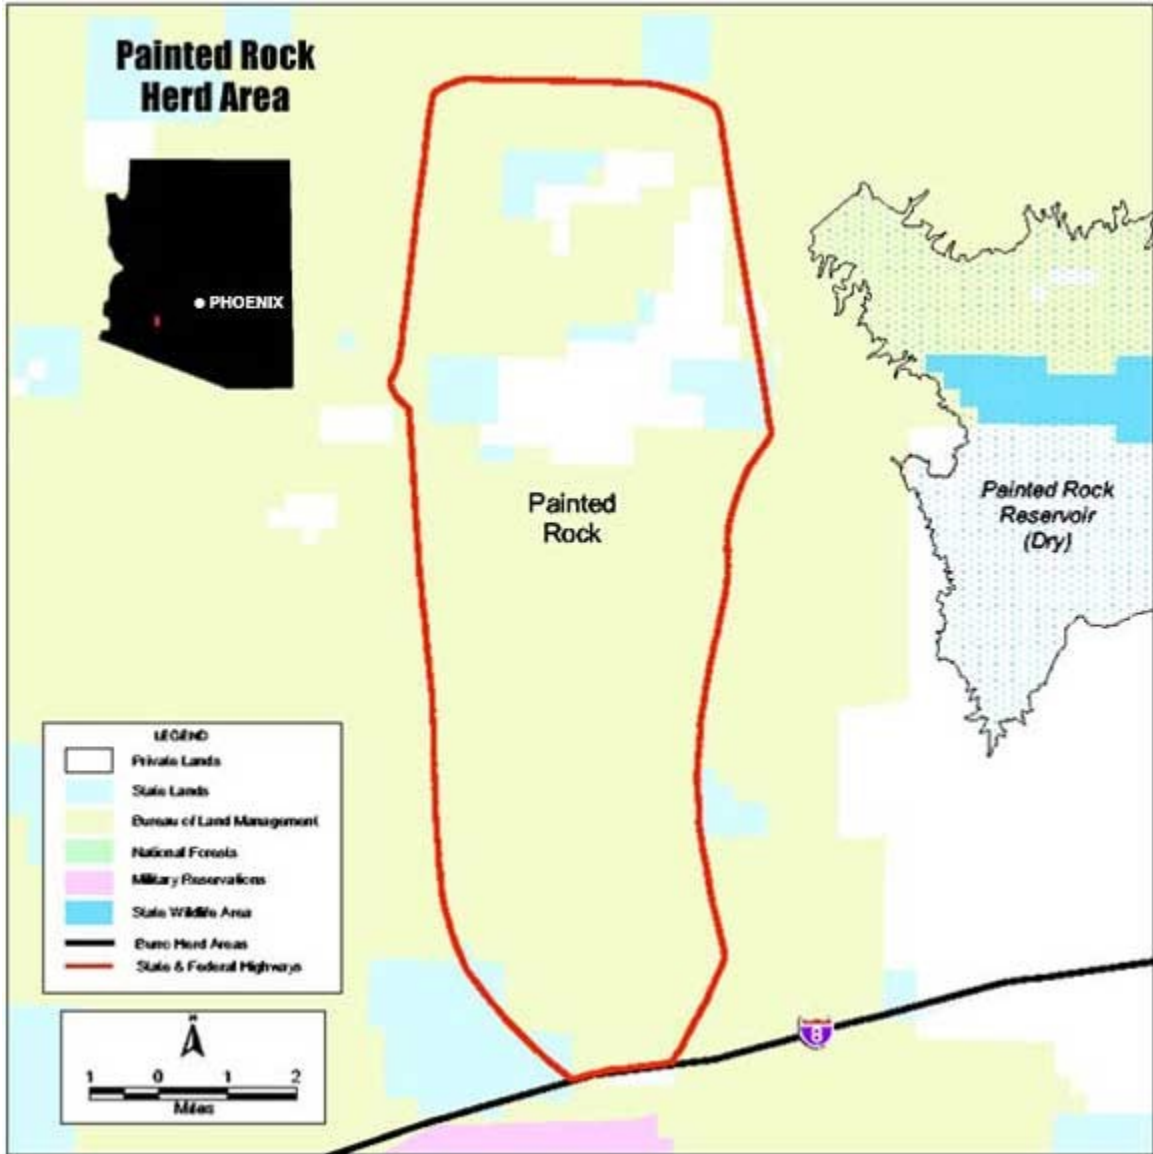 Painted Rock
Herd Area
PHOENIX
Painted
Rock
Painted Rock
Reservoir
(Dry)
LEGEND
Private Lands
State Lands
Bureau of Land Management
National Forests
Military Reservations
State Wildlife Area
Burro Herd Areas
State & Federal Highways
8
N
1 0 1 2
Miles